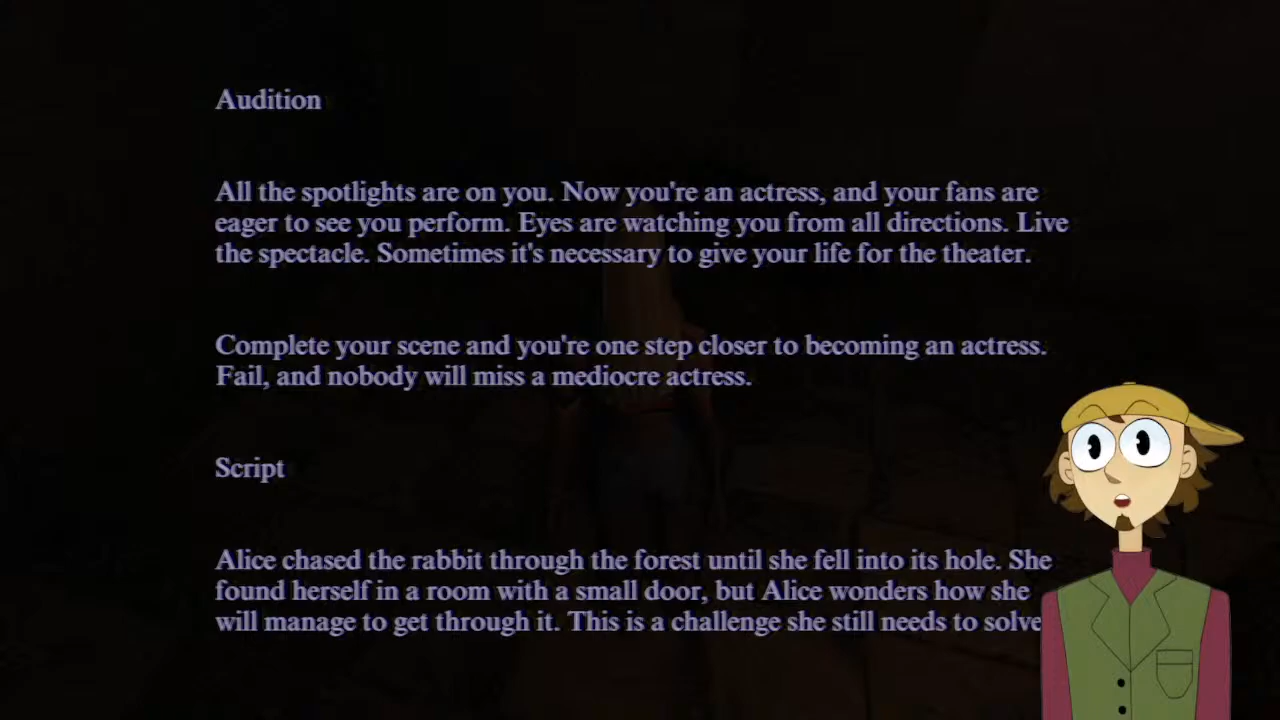 Audition
All the spotlights are on you. Now you're an actress, and your fans are
eager to see you perform. Eyes are watching you from all directions. Live
the spectacle. Sometimes it's necessary to give your life for the theater.
Complete your scene and you're one step closer to becoming an actress.
Fail, and nobody will miss a mediocre actress.
Script
Alice chased the rabbit through the forest until she fell into its hole. She
found herself in a room with a small door, but Alice wonders how she
will manage to get through it. This is a challenge she still needs to solve